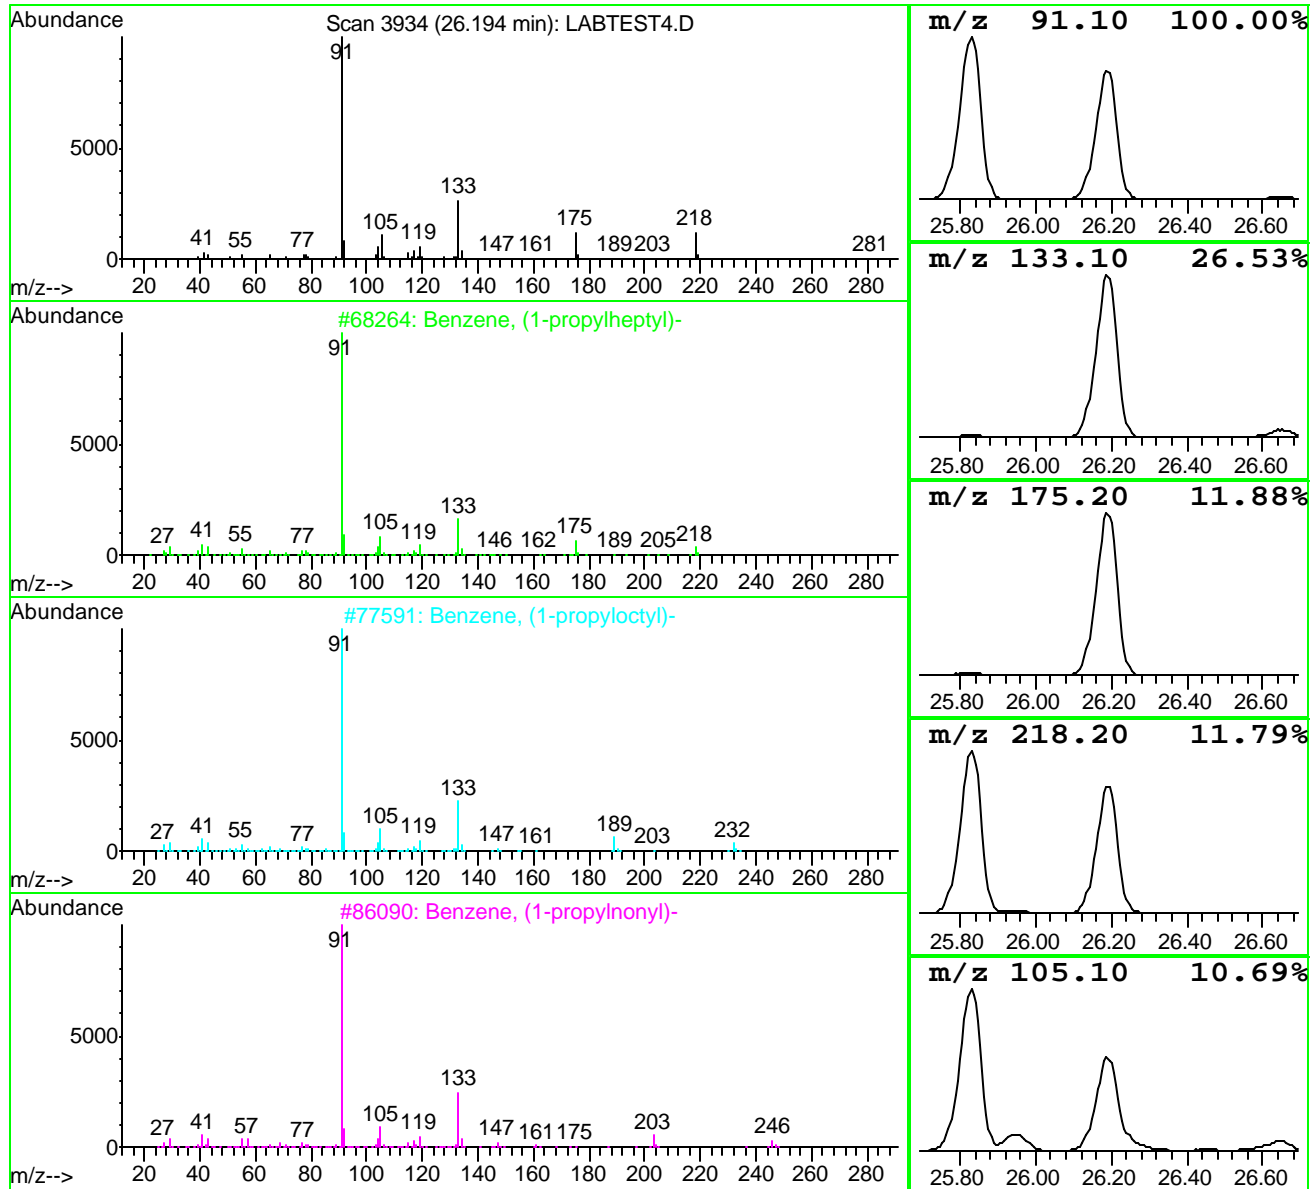 Abundance
Scan 3934 (26.194 min): LABTEST4.D
91
5000
133
175
218
105
119
41
55
77
147 161
189 203
281
0
20 40 60 80 100 120 140 160 180 200 220 240 260 280
m/z-->
Abundance
#68264: Benzene, (1-propylheptyl)-
91
5000
133
105
119
175
27
41
55
77
146 162
189
205 218
0
20 40 60 80 100 120 140 160 180 200 220 240 260 280
m/z-->
Abundance
#77591: Benzene, (1-propyloctyl)-
91
5000
133
105
119
189
27
41
55
77
147 161
203
232
0
20 40 60 80 100 120 140 160 180 200 220 240 260 280
m/z-->
Abundance
#86090: Benzene, (1-propylnonyl)-
91
5000
133
105
119
27
41
57
77
147 161 175
203
246
0
20 40 60 80 100 120 140 160 180 200 220 240 260 280
m/z-->
m/z 91.10 100.00%
25.80 26.00 26.20 26.40 26.60
m/z 133.10 26.53%
25.80 26.00 26.20 26.40 26.60
m/z 175.20 11.88%
25.80 26.00 26.20 26.40 26.60
m/z 218.20 11.79%
25.80 26.00 26.20 26.40 26.60
m/z 105.10 10.69%
25.80 26.00 26.20 26.40 26.60